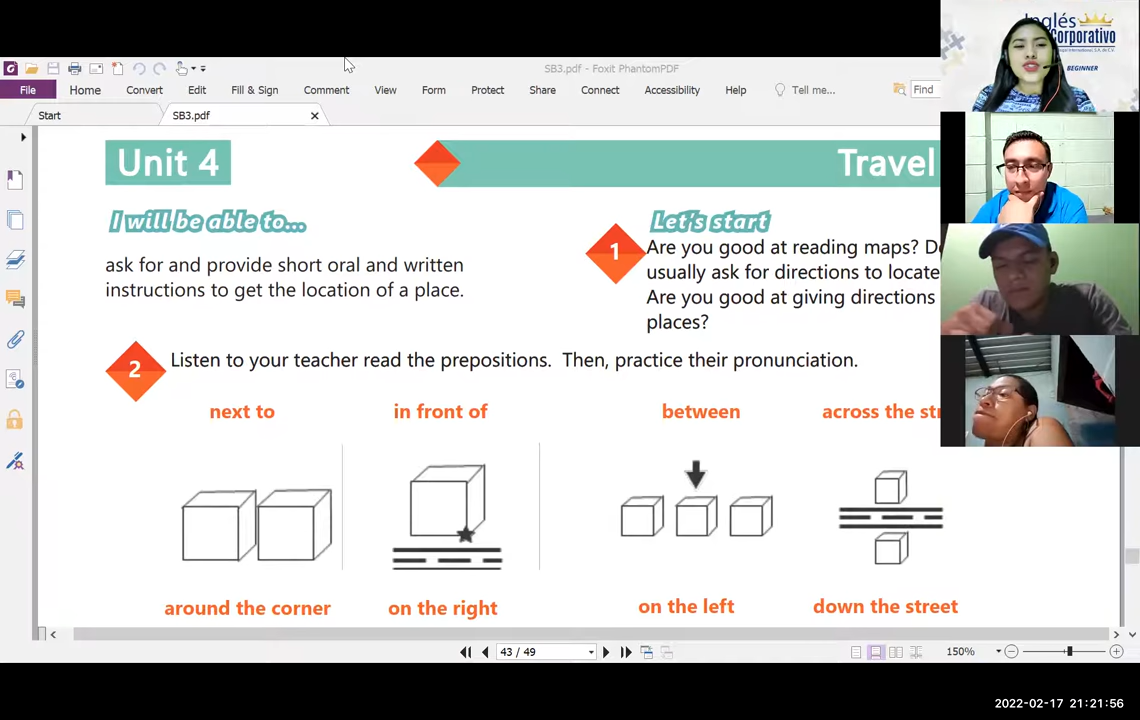 Inglés
Corporativo
BEGINNER
SB3.pdf - Foxit PhantomPDF
File Home Convert Edit Fill & Sign Comment View Form Protect Share Connect Accessibility Help Tell me... Find
Start SB3.pdf
Unit 4 Travel
I will be able to...
ask for and provide short oral and written
instructions to get the location of a place.
Let's start
1
Are you good at reading maps?
usually ask for directions to locate
Are you good at giving directions
places?
2 Listen to your teacher read the prepositions. Then, practice their pronunciation.
next to in front of between across the
around the corner on the right on the left down the street
43 / 49 150%
2022-02-17 21:21:56